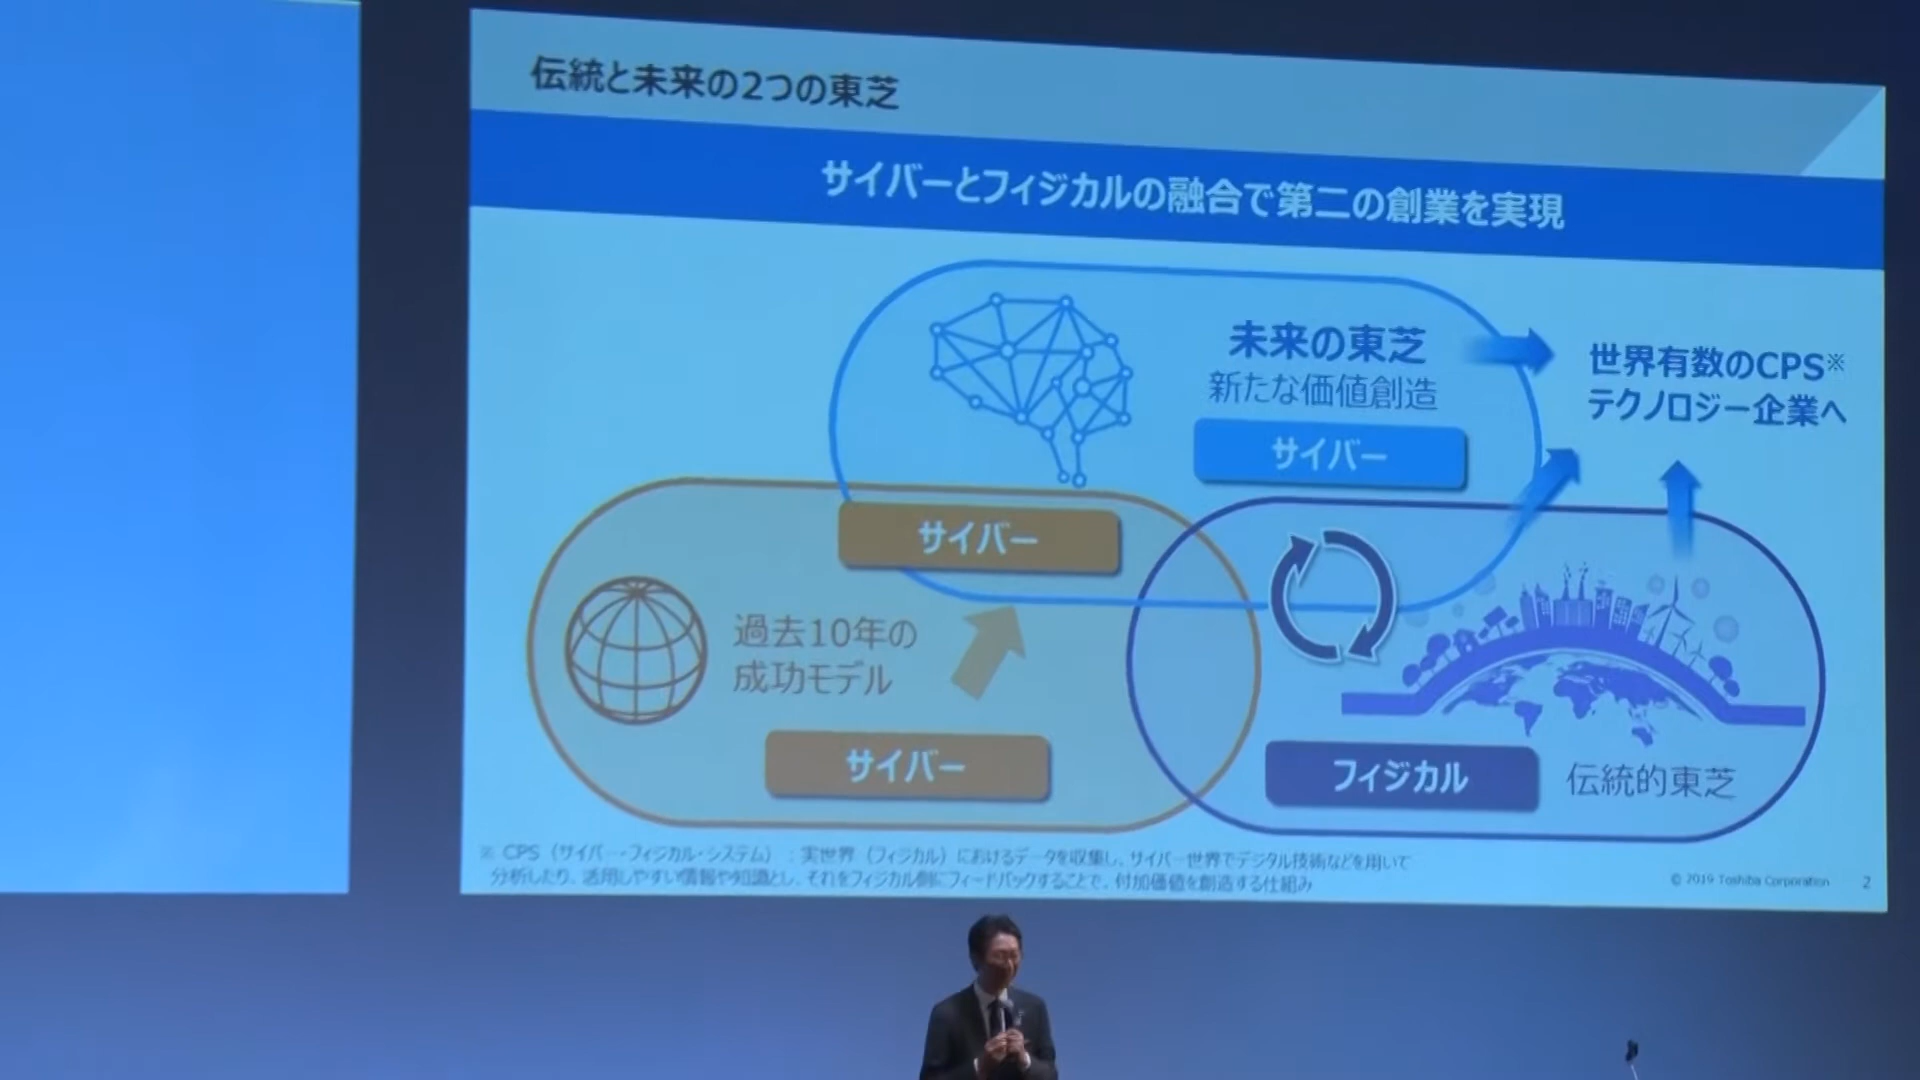 伝統と未来の2つの東芝
サイバーとフィジカルの融合で第二の創業を実現
未来の東芝
新たな価値創造
サイバー
世界有数のCPS※
テクノロジー企業へ
サイバー
過去10年の
成功モデル
サイバー
フィジカル
伝統的東芝
※ CPS（サイバー・フィジカル・システム）：実世界（フィジカル）におけるデータを収集し、サイバー世界でデジタル技術などを用いて
分析したり、活用しやすい情報や知識とし、それをフィジカル側にフィードバックすることで、付加価値を創造する仕組み
© 2019 Toshiba Corporation 2